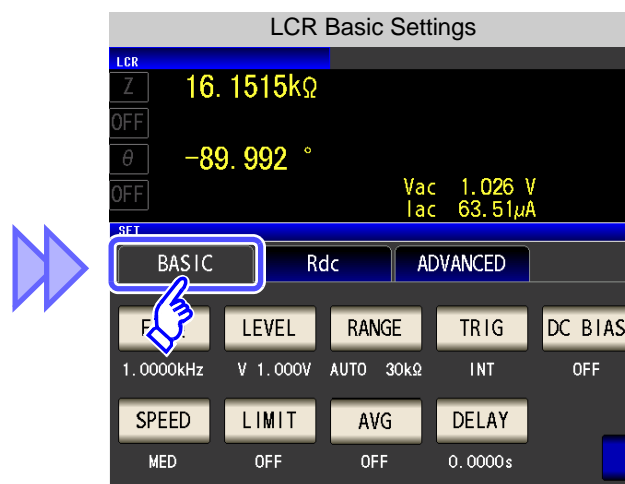 LCR Basic Settings
LCR
Z 16.1515kΩ
OFF
θ -89.992 °
OFF
Vac 1.026 V
Iac 63.51µA
SET
BASIC Rdc ADVANCED
LEVEL RANGE TRIG DC BIAS
1.0000kHz V 1.000V AUTO 30kΩ INT OFF
SPEED LIMIT AVG DELAY
MED OFF OFF 0.0000s